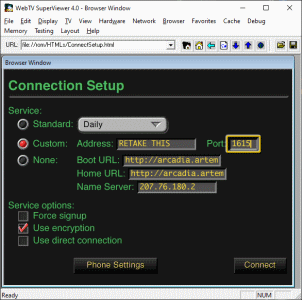 WebTV SuperViewer 4.0 - Browser Window
File Edit Display IR TV View Hardware Network Browse Favorites Cache Debug
Memory Testing Layout Help
URL: file://rom/HTMLs/ConnectSetup.html
Browser Window
Connection Setup
Service:
Standard: Daily
Custom: Address: RETAKE THIS Port: 1615
None: Boot URL: http://arcadia.artem
Home URL: http://arcadia.artem
Name Server: 207.76.180.2
Service options:
Force signup
Use encryption
Use direct connection
Phone Settings Connect
Ready NUM